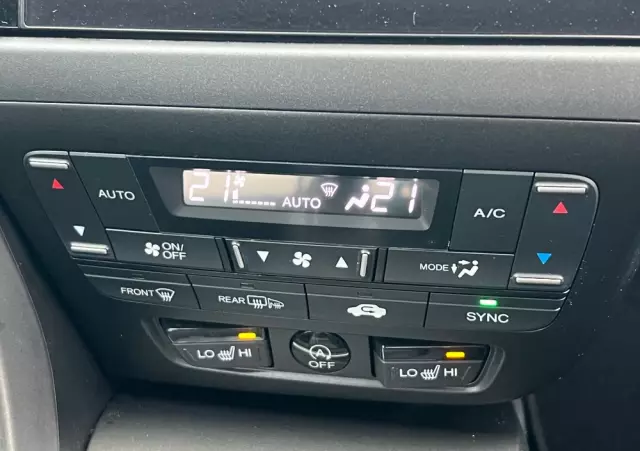 AUTO
21 AUTO 21
A/C
ON/
OFF
MODE
FRONT
REAR
SYNC
LO HI
A
OFF
LO HI